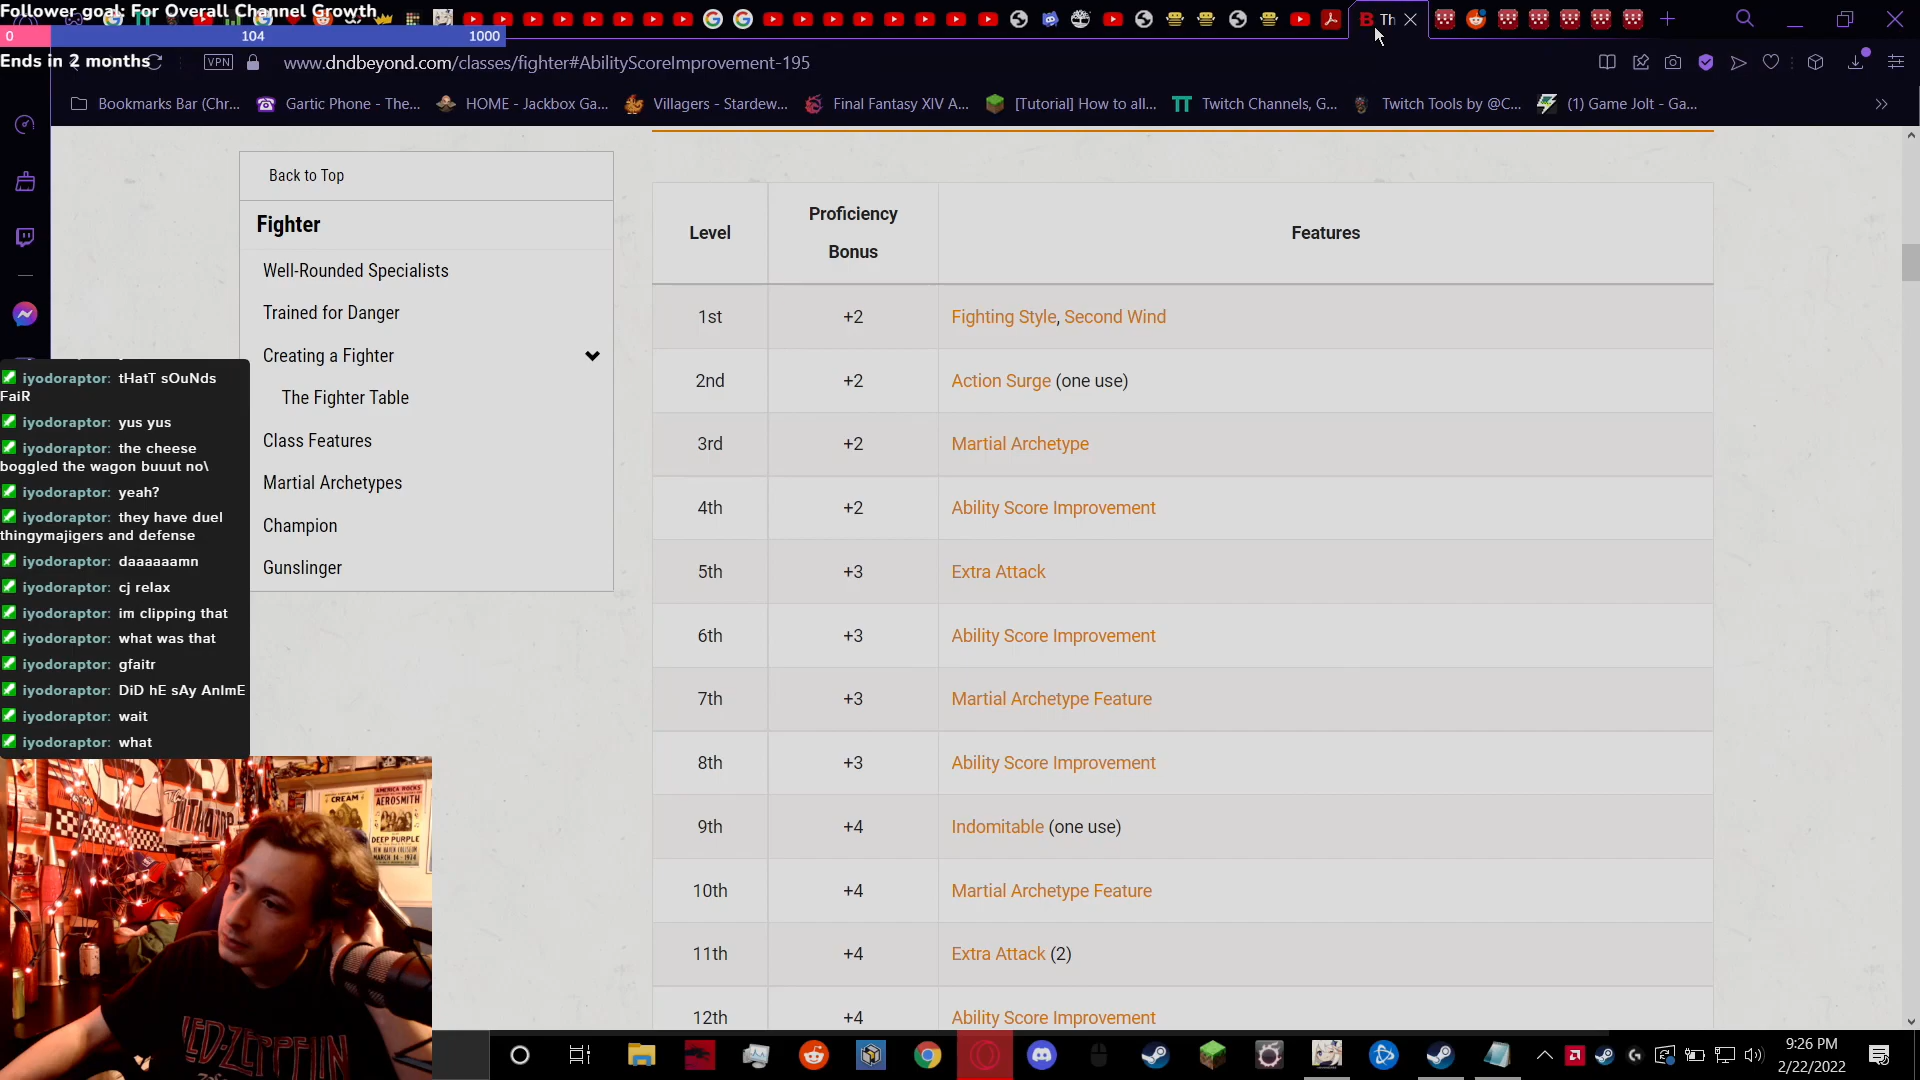 Follower goal: For Overall Channel Growth
0 104 1000
Ends in 2 months
Th
VPN
www.dndbeyond.com/classes/fighter#AbilityScoreImprovement-195
Bookmarks Bar (Chr...
Gartic Phone - The...
HOME - Jackbox Ga...
Villagers - Stardew...
Final Fantasy XIV A...
[Tutorial] How to all...
Twitch Channels, G...
Twitch Tools by @C...
(1) Game Jolt - Ga...
Back to Top
Fighter
Well-Rounded Specialists
Trained for Danger
Creating a Fighter
The Fighter Table
Class Features
Martial Archetypes
Champion
Gunslinger
Level Proficiency Bonus Features
1st +2 Fighting Style, Second Wind
2nd +2 Action Surge (one use)
3rd +2 Martial Archetype
4th +2 Ability Score Improvement
5th +3 Extra Attack
6th +3 Ability Score Improvement
7th +3 Martial Archetype Feature
8th +3 Ability Score Improvement
9th +4 Indomitable (one use)
10th +4 Martial Archetype Feature
11th +4 Extra Attack (2)
12th +4 Ability Score Improvement
iyodoraptor: tHatT sOuNds
FaiR
iyodoraptor: yus yus
iyodoraptor: the cheese
boggled the wagon buuut no\
iyodoraptor: yeah?
iyodoraptor: they have duel
thingymajigers and defense
iyodoraptor: daaaaaamn
iyodoraptor: cj relax
iyodoraptor: im clipping that
iyodoraptor: what was that
iyodoraptor: gfaitr
iyodoraptor: DiD hE sAy AnImE
iyodoraptor: wait
iyodoraptor: what
CREAM
AMERICA ROCKS
AEROSMITH
DEEP PURPLE
NEW HAVEN COLISEUM
LED-ZEPPELIN
9:26 PM
2/22/2022